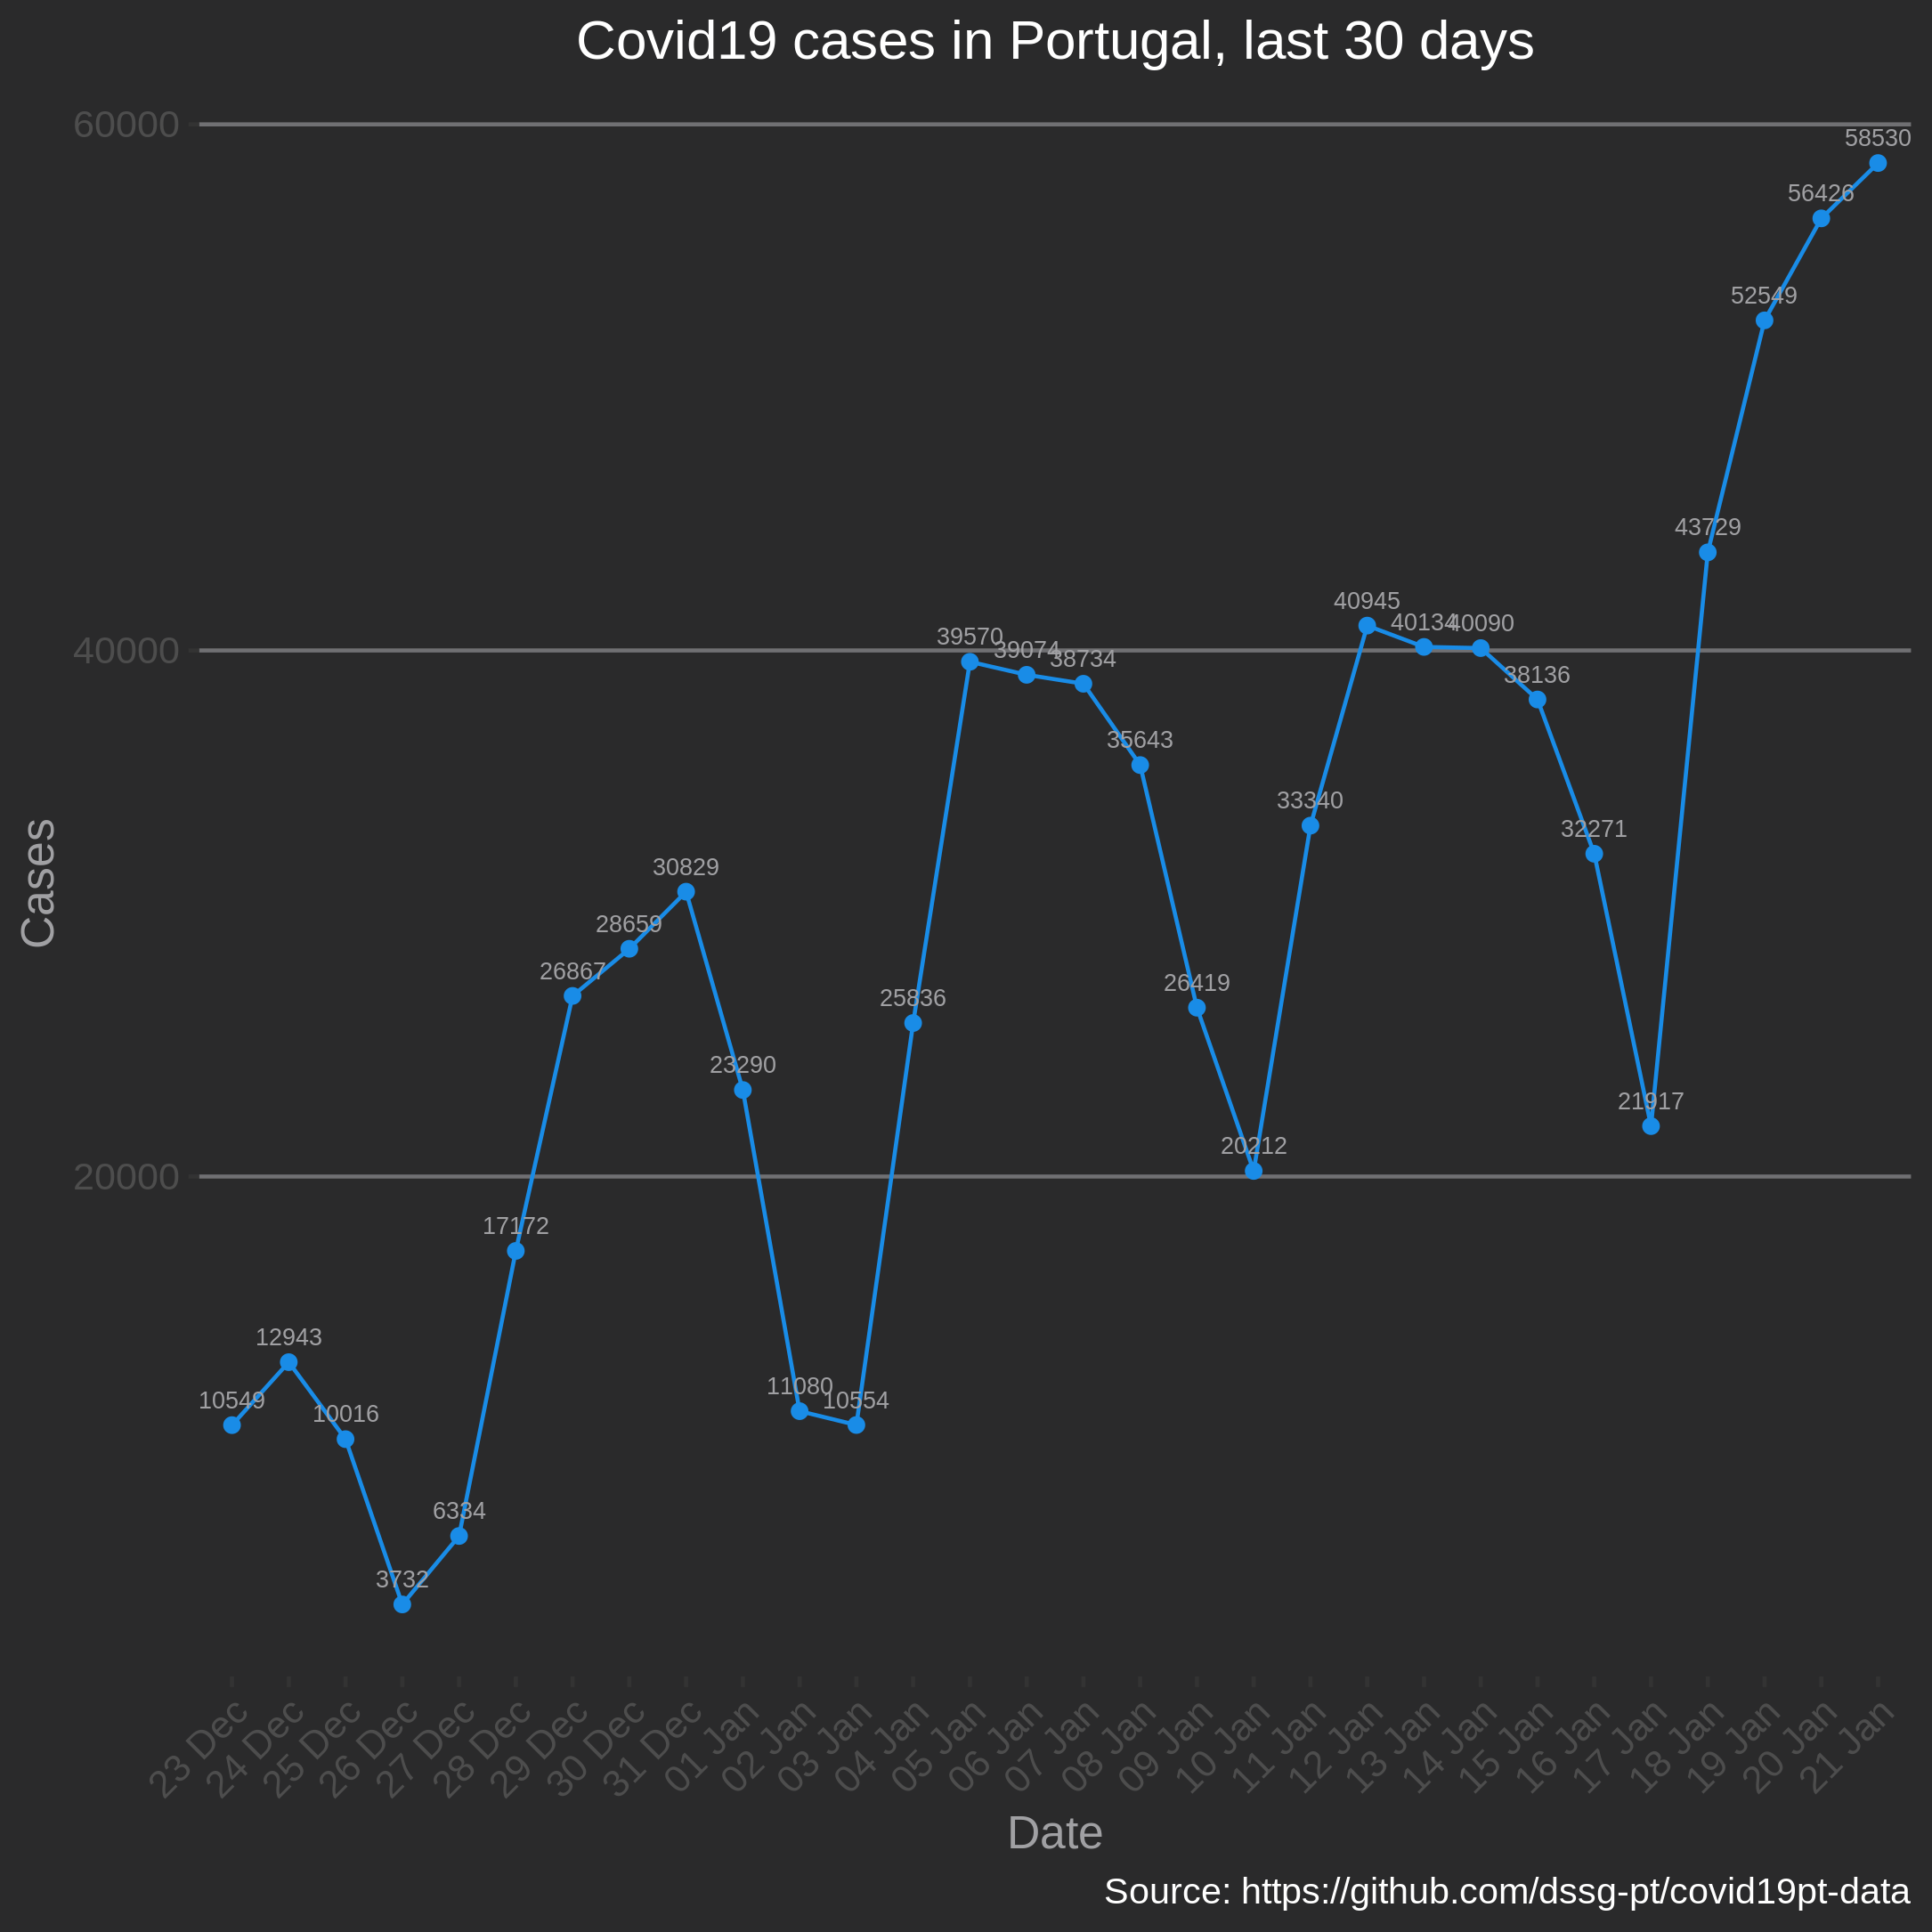 Covid19 cases in Portugal, last 30 days
60000
40000
20000
Cases
10549
12943
10016
3732
6334
17172
26867
28659
30829
23290
11080
10554
25836
39570
39074
38734
35643
26419
20212
33340
40945
40134
40090
38136
32271
21917
43729
52549
56426
58530
23 Dec
24 Dec
25 Dec
26 Dec
27 Dec
28 Dec
29 Dec
30 Dec
31 Dec
01 Jan
02 Jan
03 Jan
04 Jan
05 Jan
06 Jan
07 Jan
08 Jan
09 Jan
10 Jan
11 Jan
12 Jan
13 Jan
14 Jan
15 Jan
16 Jan
17 Jan
18 Jan
19 Jan
20 Jan
21 Jan
Date
Source: https://github.com/dssg-pt/covid19pt-data